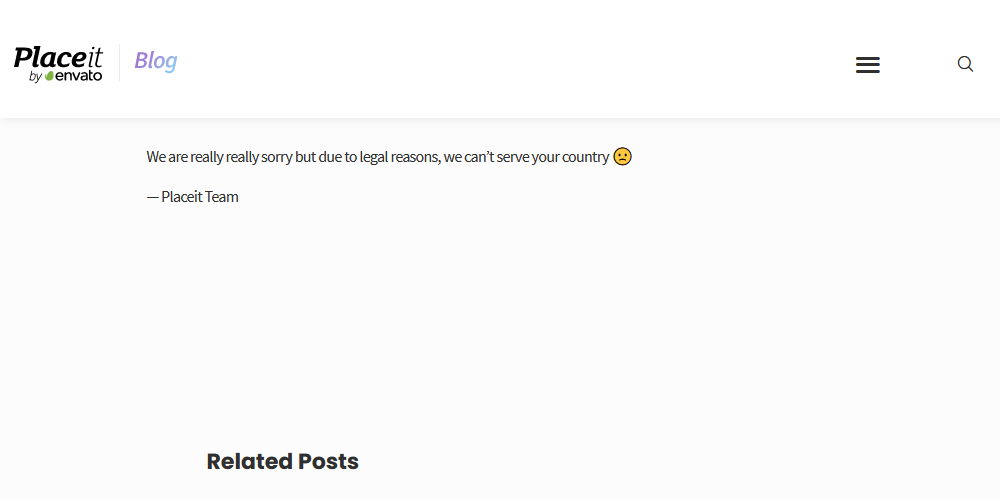 Placeit
by envato
Blog
We are really really sorry but due to legal reasons, we can’t serve your country 🙁
— Placeit Team
Related Posts